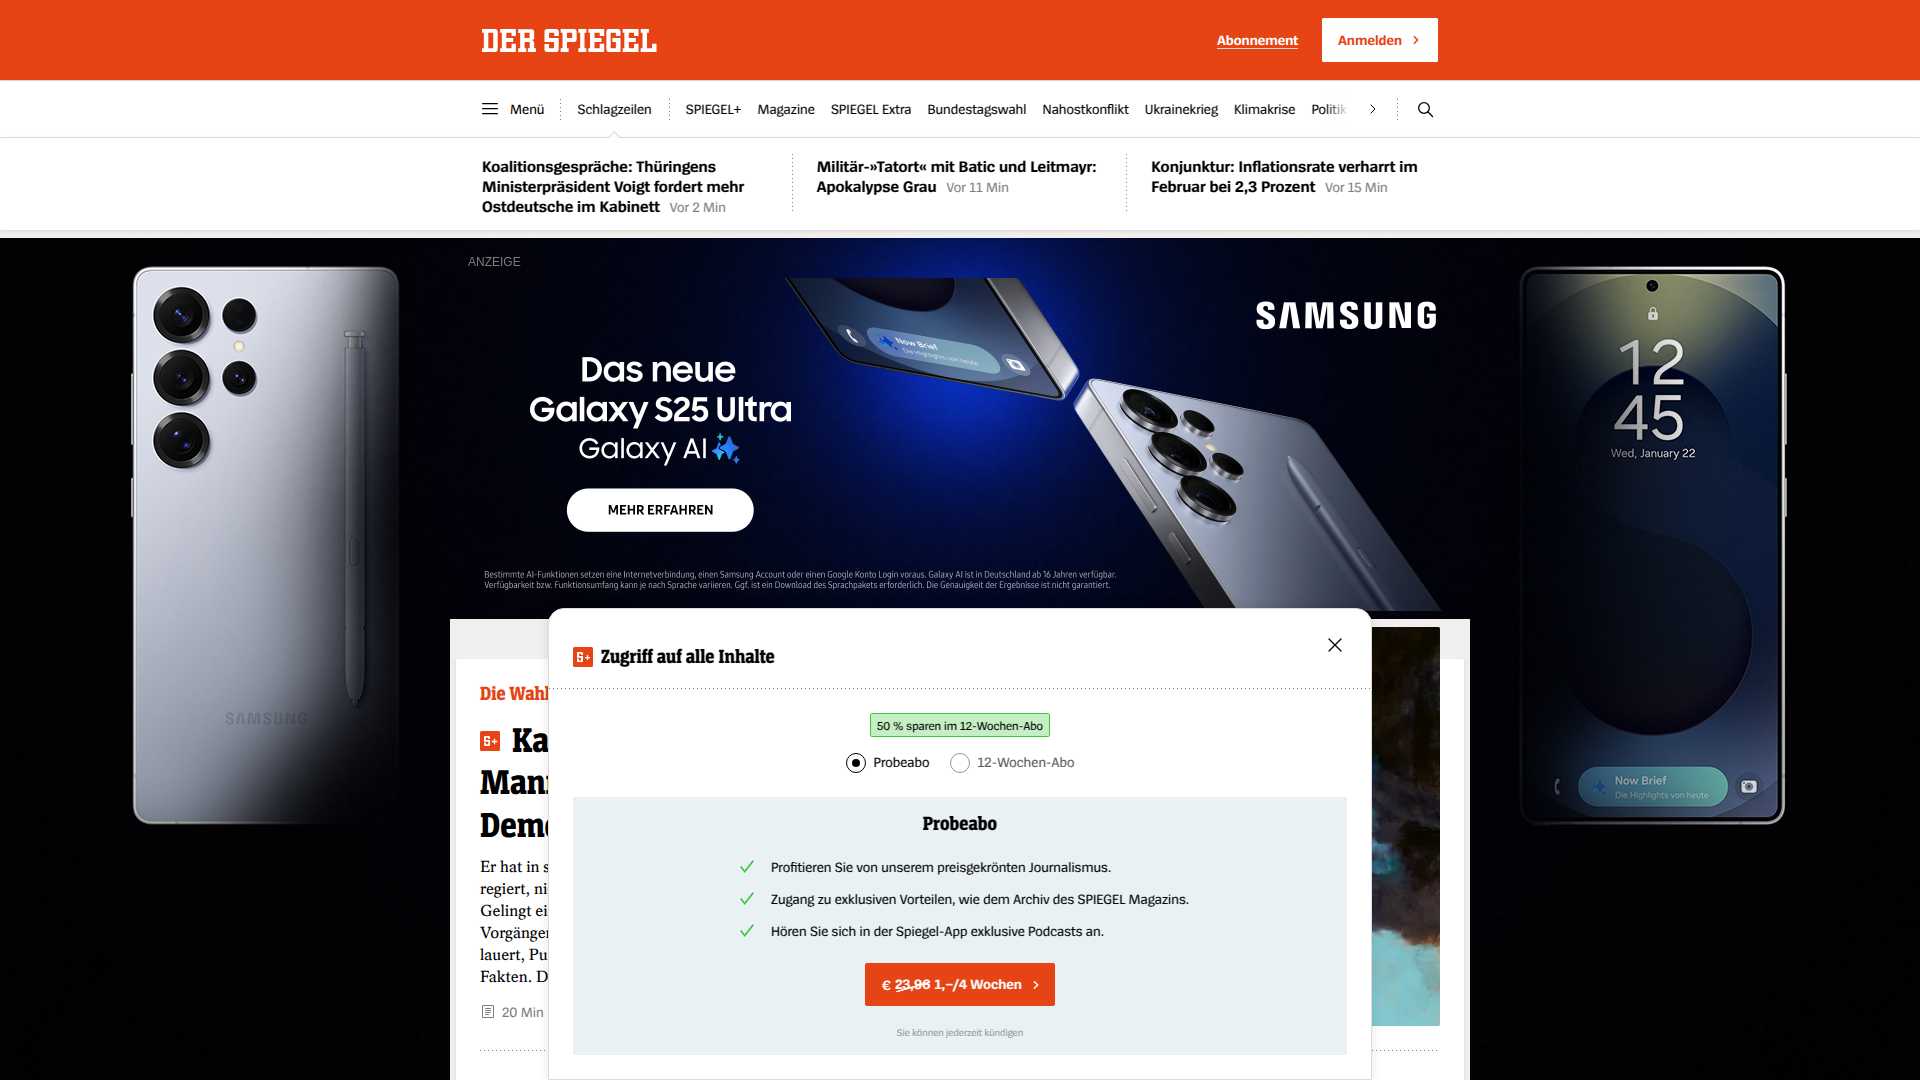 DER SPIEGEL
Abonnement
Anmelden
Menü
Schlagzeilen
SPIEGEL+
Magazine
SPIEGEL Extra
Bundestagswahl
Nahostkonflikt
Ukrainekrieg
Klimakrise
Politik
Koalitionsgespräche: Thüringens
Ministerpräsident Voigt fordert mehr
Ostdeutsche im Kabinett Vor 2 Min
Militär-»Tatort« mit Batic und Leitmayr:
Apokalypse Grau Vor 11 Min
Konjunktur: Inflationsrate verharrt im
Februar bei 2,3 Prozent Vor 15 Min
ANZEIGE
SAMSUNG
Now Brief
Die Highlights von heute
Das neue
Galaxy S25 Ultra
Galaxy AI
MEHR ERFAHREN
Bestimmte AI-Funktionen setzen eine Internetverbindung, einen Samsung Account oder einen Google Konto Login voraus. Galaxy AI ist in Deutschland ab 16 Jahren verfügbar.
Verfügbarkeit bzw. Funktionsumfang kann je nach Sprache variieren. Ggf. ist ein Download des Sprachpakets erforderlich. Die Genauigkeit der Ergebnisse ist nicht garantiert.
SAMSUNG
12
45
Wed, January 22
Now Brief
Die Highlights von heute
Die Wahl
Ka
Man
Dem
Er hat in s
regiert, ni
Gelingt ei
Vorgänger
lauert, Pu
Fakten. D
20 Min
S+ Zugriff auf alle Inhalte
50 % sparen im 12-Wochen-Abo
Probeabo
12-Wochen-Abo
Probeabo
Profitieren Sie von unserem preisgekrönten Journalismus.
Zugang zu exklusiven Vorteilen, wie dem Archiv des SPIEGEL Magazins.
Hören Sie sich in der Spiegel-App exklusive Podcasts an.
€ 23,96 1,–/4 Wochen
Sie können jederzeit kündigen